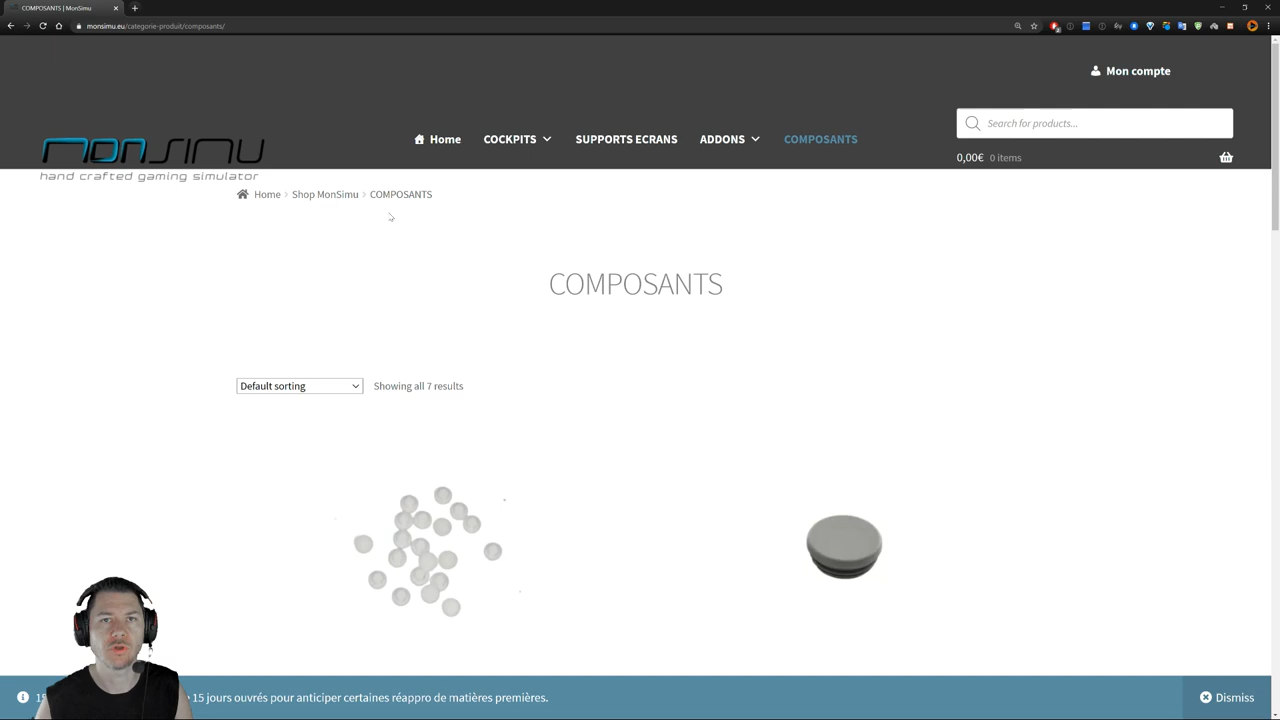 COMPOSANTS | MonSimu
monsimu.eu/categorie-produit/composants/
Mon compte
monsimu
hand crafted gaming simulator
Home COCKPITS SUPPORTS ECRANS ADDONS COMPOSANTS
Search for products...
0,00€ 0 items
Home > Shop MonSimu > COMPOSANTS
COMPOSANTS
Default sorting Showing all 7 results
15 jours ouvrés pour anticiper certaines réappro de matières premières.
Dismiss